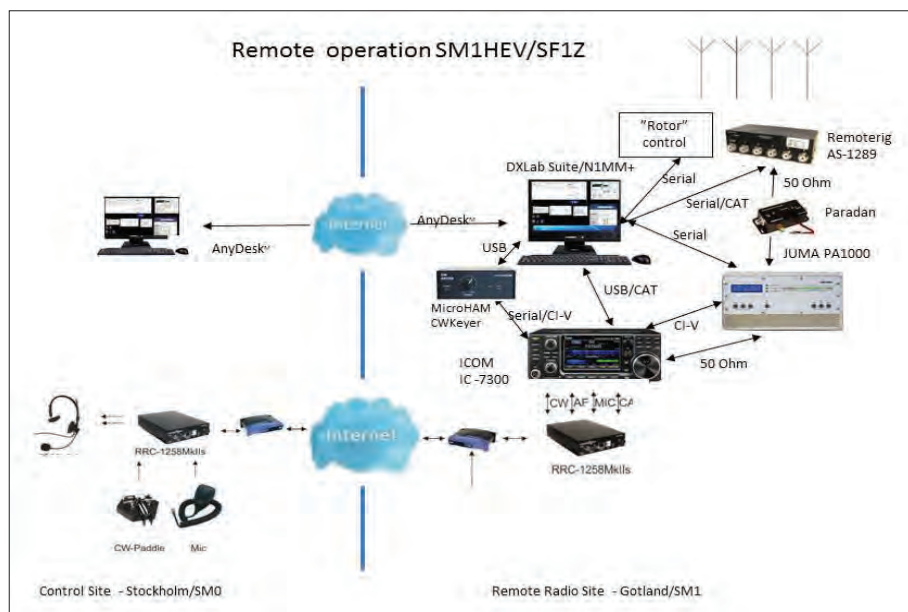 Remote operation SM1HEV/SF1Z
"Rotor"
control
Remoterig
AS-1289
DXLab Suite/N1MM+
Serial
50 Ohm
Serial/CAT
Paradan
Internet
AnyDesk
AnyDesk
Serial
USB
JUMA PA1000
USB/CAT
MicroHAM
CWKeyer
Serial/CI-V
CI-V
ICOM
IC -7300
50 Ohm
CW AF MIC CA
Internet
RRC-1258MkIIs
RRC-1258MkIIs
CW-Paddle
Mic
Control Site - Stockholm/SM0
Remote Radio Site - Gotland/SM1